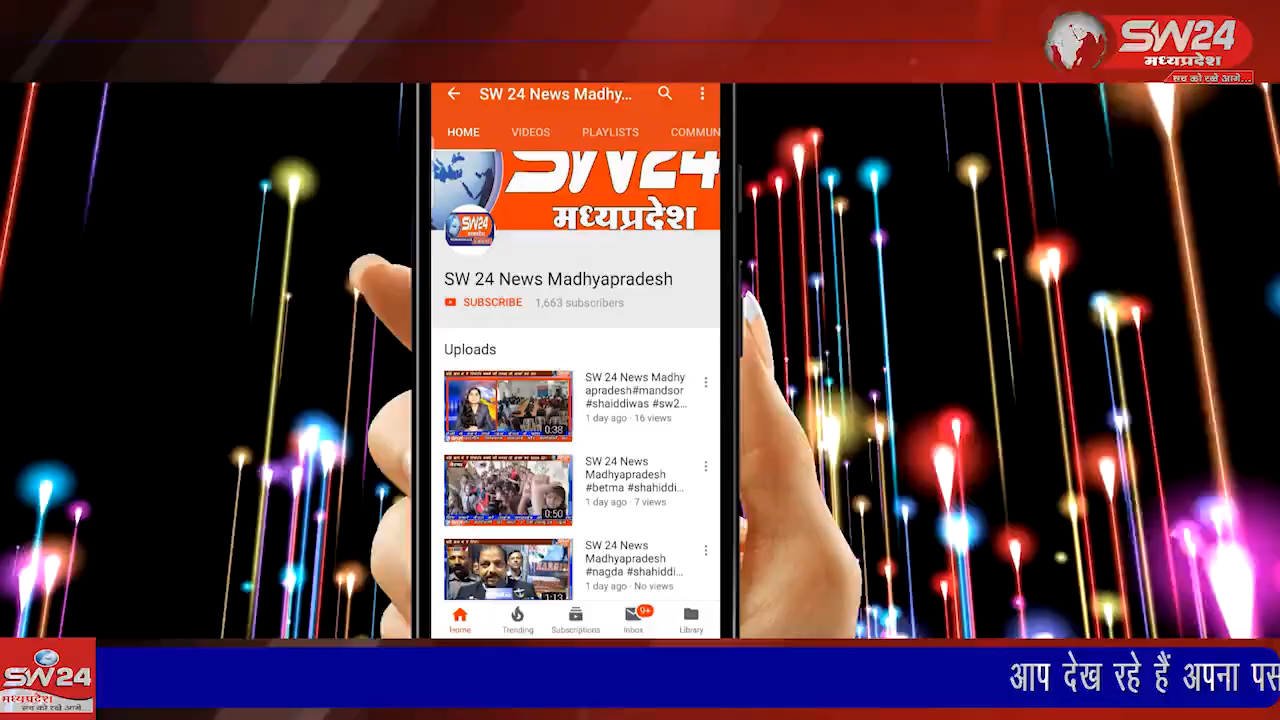 SW24
मध्यप्रदेश
सच को रखे आगे...
SW 24 News Madhy...
HOME VIDEOS PLAYLISTS COMMUN
SW24
मध्यप्रदेश
SW24
SW 24 News Madhyapradesh
SUBSCRIBE 1,663 subscribers
Uploads
SW 24 News Madhy
apradesh#mandsor
#shaiddiwas #sw2...
1 day ago · 16 views
0:38
SW 24 News
Madhyapradesh
#betma #shahiddi...
1 day ago · 7 views
0:50
SW 24 News
Madhyapradesh
#nagda #shahiddi...
1 day ago · No views
1:13
9+
Home Trending Subscriptions Inbox Library
SW24
मध्यप्रदेश
सच को रखे आगे...
आप देख रहे हैं अपना पस